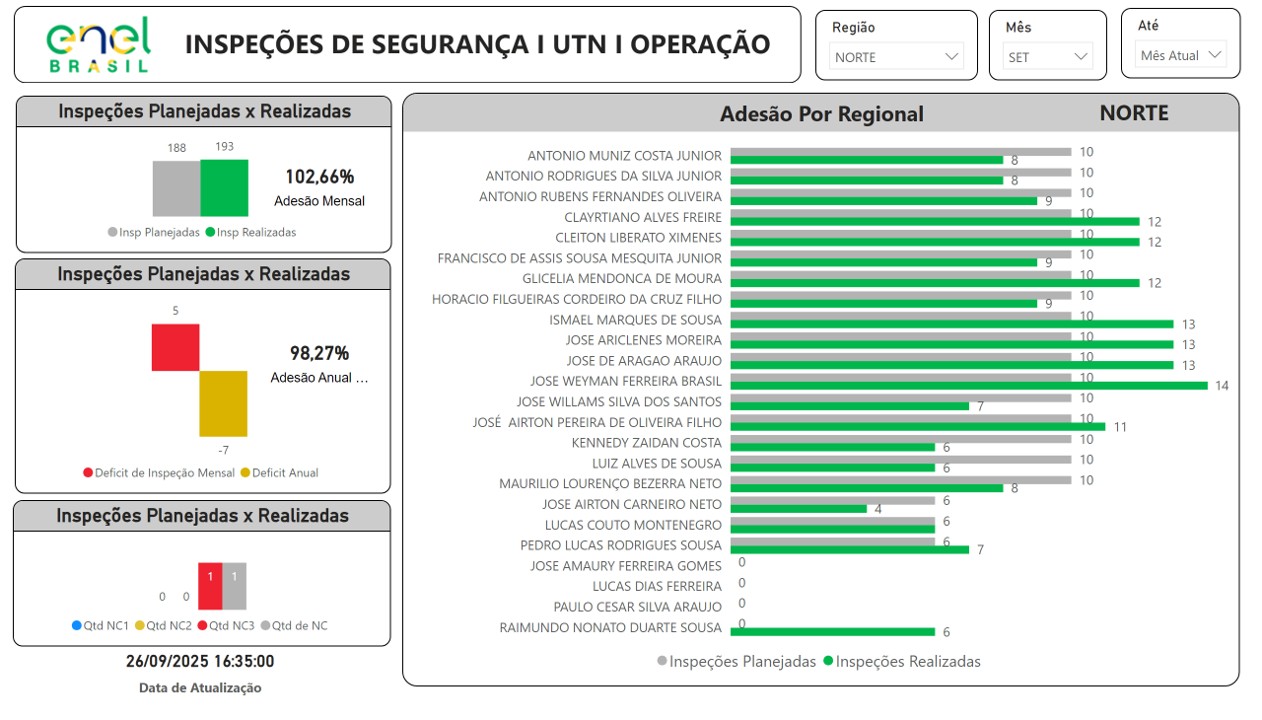 enel
BRASIL
INSPEÇÕES DE SEGURANÇA I UTN I OPERAÇÃO
Região
NORTE
Mês
SET
Até
Mês Atual
Inspeções Planejadas x Realizadas
188
193
102,66%
Adesão Mensal
Insp Planejadas
Insp Realizadas
Inspeções Planejadas x Realizadas
5
-7
98,27%
Adesão Anual ...
Deficit de Inspeção Mensal
Deficit Anual
Inspeções Planejadas x Realizadas
0
0
1
1
Qtd NC1
Qtd NC2
Qtd NC3
Qtd de NC
26/09/2025 16:35:00
Data de Atualização
Adesão Por Regional
NORTE
ANTONIO MUNIZ COSTA JUNIOR 10 8
ANTONIO RODRIGUES DA SILVA JUNIOR 10 8
ANTONIO RUBENS FERNANDES OLIVEIRA 10 9
CLAYRTIANO ALVES FREIRE 10 12
CLEITON LIBERATO XIMENES 10 12
FRANCISCO DE ASSIS SOUSA MESQUITA JUNIOR 10 9
GLICELIA MENDONCA DE MOURA 10 12
HORACIO FILGUEIRAS CORDEIRO DA CRUZ FILHO 10 9
ISMAEL MARQUES DE SOUSA 10 13
JOSE ARICLENES MOREIRA 10 13
JOSE DE ARAGAO ARAUJO 10 13
JOSE WEYMAN FERREIRA BRASIL 10 14
JOSE WILLAMS SILVA DOS SANTOS 10 7
JOSÉ AIRTON PEREIRA DE OLIVEIRA FILHO 10 11
KENNEDY ZAIDAN COSTA 10 6
LUIZ ALVES DE SOUSA 10 6
MAURILIO LOURENÇO BEZERRA NETO 10 8
JOSE AIRTON CARNEIRO NETO 6 4
LUCAS COUTO MONTENEGRO 6
PEDRO LUCAS RODRIGUES SOUSA 6 7
JOSE AMAURY FERREIRA GOMES 0
LUCAS DIAS FERREIRA 0
PAULO CESAR SILVA ARAUJO 0
RAIMUNDO NONATO DUARTE SOUSA 0 6
Inspeções Planejadas
Inspeções Realizadas